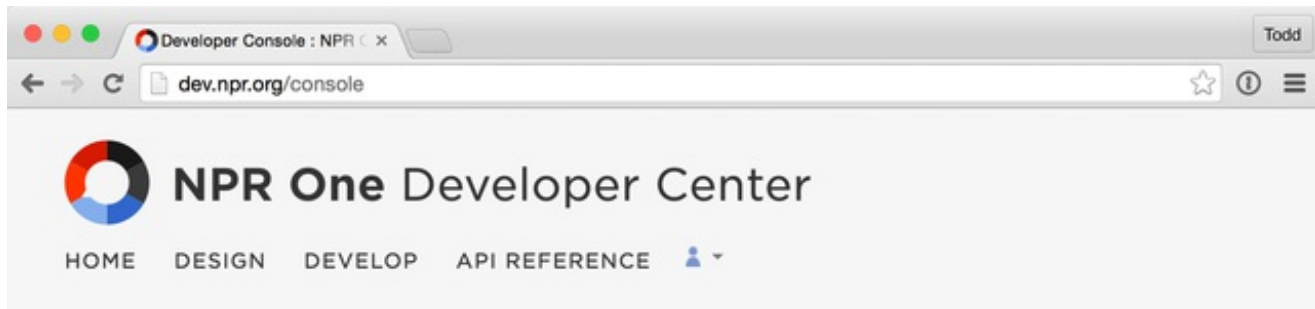 Developer Console : NPR
Todd
dev.npr.org/console
NPR One Developer Center
HOME DESIGN DEVELOP API REFERENCE